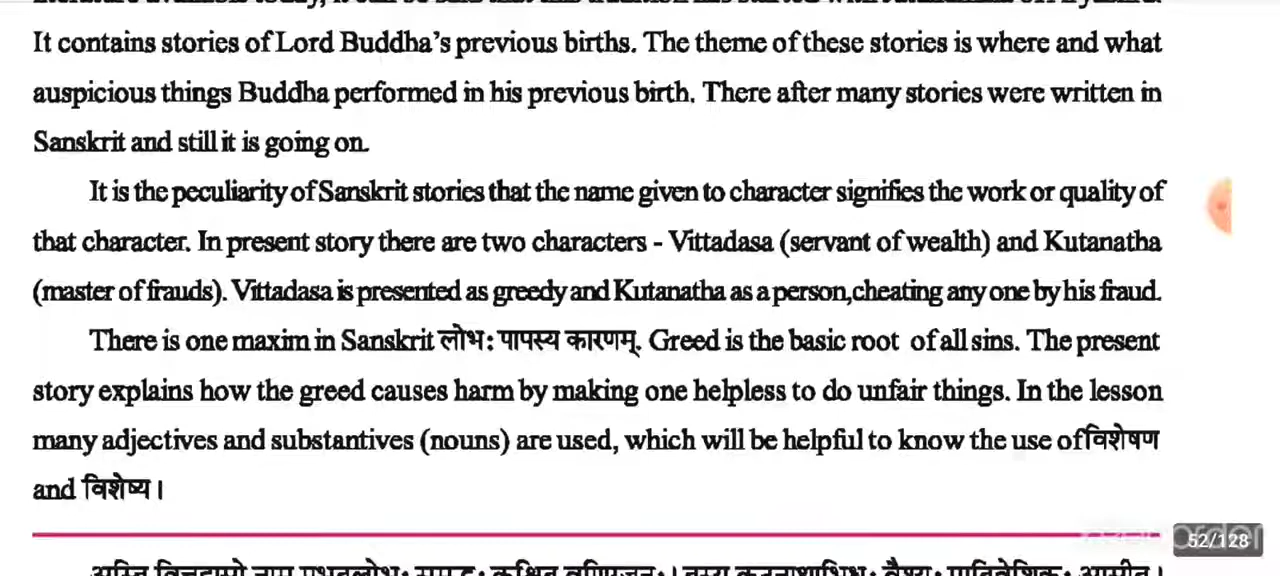 It contains stories of Lord Buddha's previous births. The theme of these stories is where and what
auspicious things Buddha performed in his previous birth. There after many stories were written in
Sanskrit and still it is going on.
It is the peculiarity of Sanskrit stories that the name given to character signifies the work or quality of
that character. In present story there are two characters - Vittadasa (servant of wealth) and Kutanatha
(master of frauds). Vittadasa is presented as greedy and Kutanatha as a person,cheating any one by his fraud.
There is one maxim in Sanskrit लोभः पापस्य कारणम्. Greed is the basic root of all sins. The present
story explains how the greed causes harm by making one helpless to do unfair things. In the lesson
many adjectives and substantives (nouns) are used, which will be helpful to know the use of विशेषण
and विशेष्य।
52/128